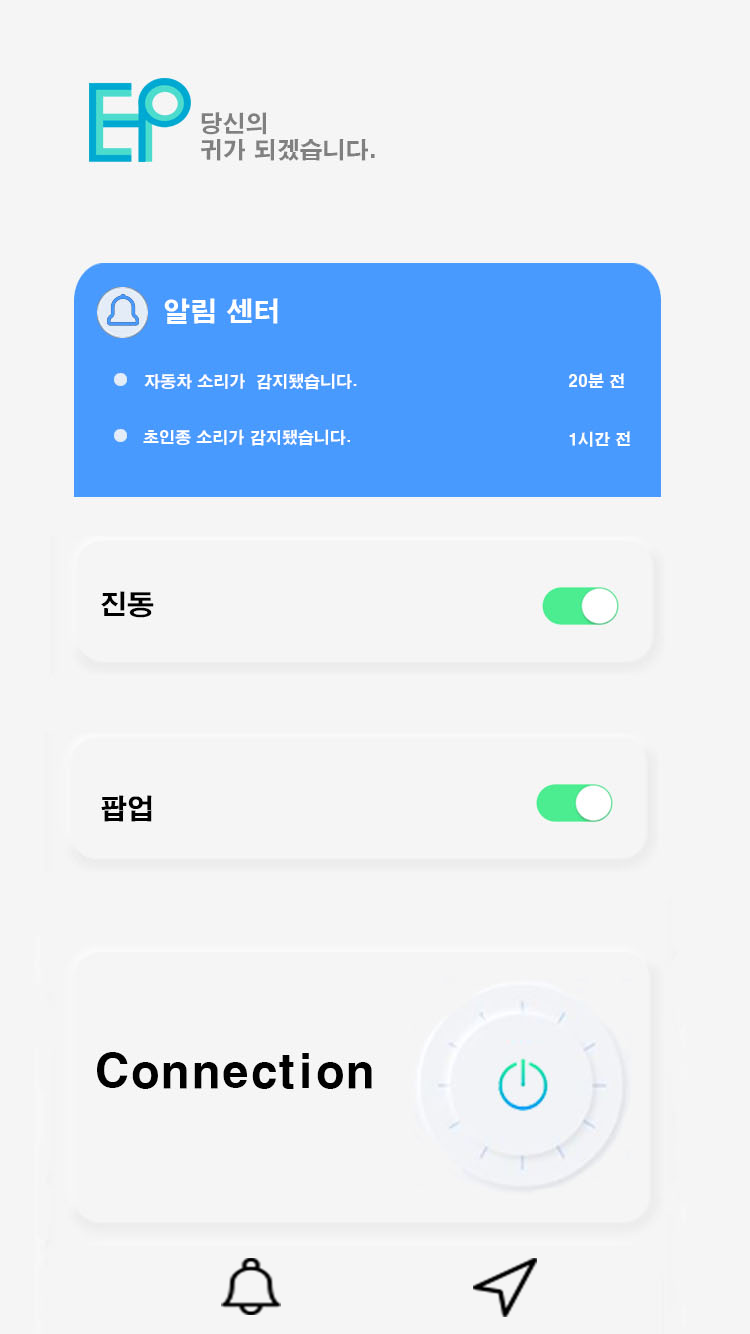 EP
당신의
귀가 되겠습니다.
알림 센터
자동차 소리가 감지됐습니다. 20분 전
초인종 소리가 감지됐습니다. 1시간 전
진동
팝업
Connection